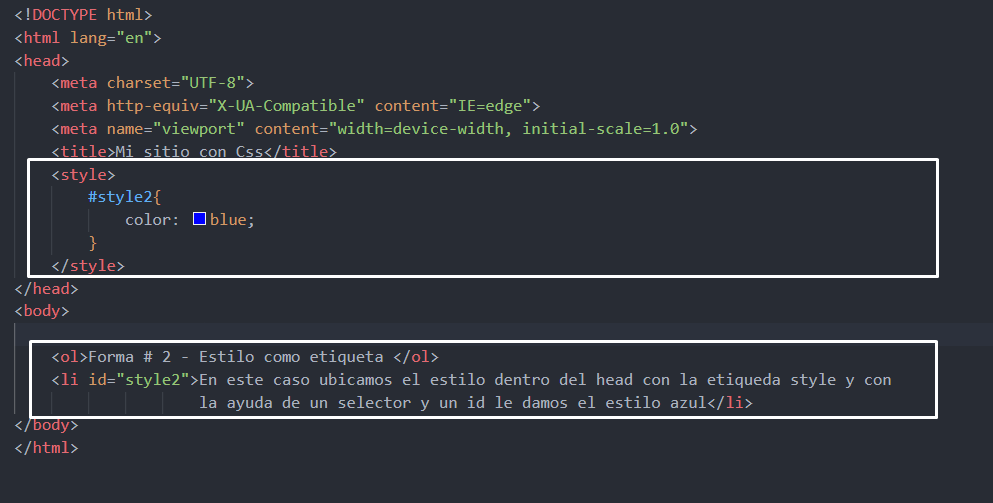 <!DOCTYPE html>
<html lang="en">
<head>
    <meta charset="UTF-8">
    <meta http-equiv="X-UA-Compatible" content="IE=edge">
    <meta name="viewport" content="width=device-width, initial-scale=1.0">
    <title>Mi sitio con Css</title>
    <style>
        #style2{
            color: blue;
        }
    </style>
</head>
<body>
    <ol>Forma # 2 - Estilo como etiqueta </ol>
    <li id="style2">En este caso ubicamos el estilo dentro del head con la etiqueda style y con
                    la ayuda de un selector y un id le damos el estilo azul</li>
</body>
</html>